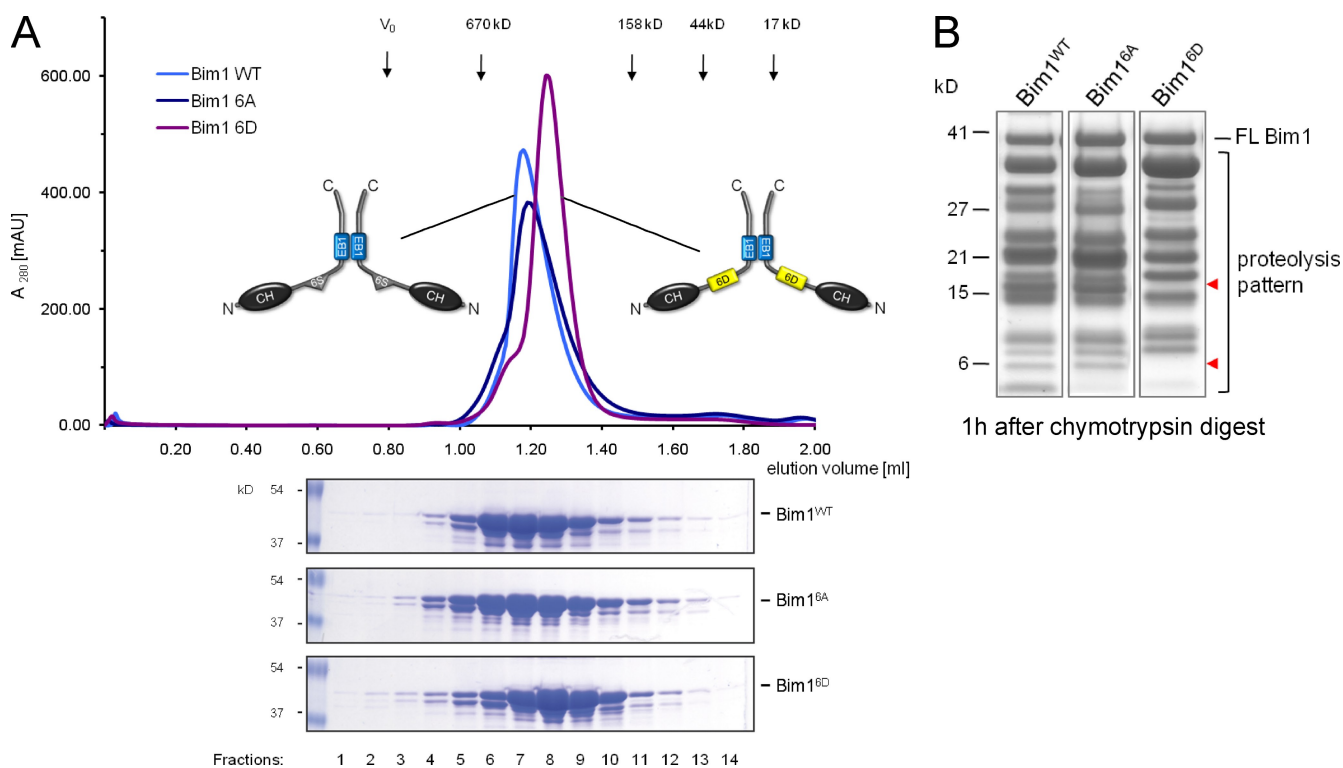 A
V0 670 kD 158 kD 44kD 17 kD
Bim1 WT
Bim1 6A
Bim1 6D
600.00
400.00
200.00
0.00
A 280 [mAU]
C C
EB1 EB1
6S 6S
N CH CH N
C C
EB1 EB1
6D 6D
N CH CH N
0.20 0.40 0.60 0.80 1.00 1.20 1.40 1.60 1.80 2.00
elution volume [ml]
kD 54
37
Bim1WT
54
37
Bim16A
54
37
Bim16D
Fractions: 1 2 3 4 5 6 7 8 9 10 11 12 13 14
B
kD
Bim1WT Bim16A Bim16D
41
27
21
15
6
FL Bim1
proteolysis
pattern
1h after chymotrypsin digest